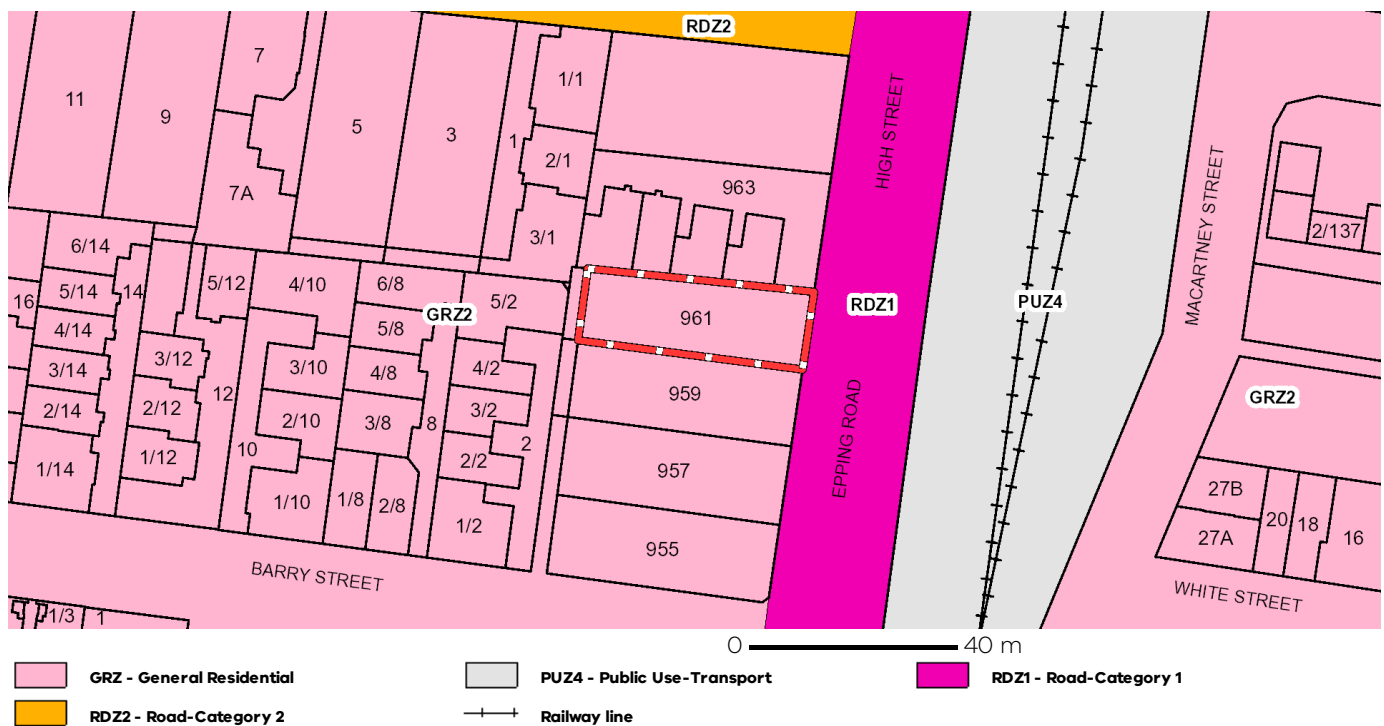 RDZ2
7
11
9
5
3
1
1/1
2/1
3/1
7A
963
HIGH STREET
MACARTNEY STREET
2/137
6/14
5/14
14
4/14
3/14
2/14
1/14
16
5/12
3/12
2/12
1/12
12
4/10
3/10
2/10
1/10
10
6/8
GRZ2
5/8
4/8
3/8
8
1/8
2/8
5/2
4/2
3/2
2/2
2
1/2
961
959
957
955
RDZ1
EPPING ROAD
PUZ4
GRZ2
27B
27A
20
18
16
BARRY STREET
WHITE STREET
1/3
1
0 40 m
GRZ - General Residential
PUZ4 - Public Use-Transport
RDZ1 - Road-Category 1
RDZ2 - Road-Category 2
Railway line